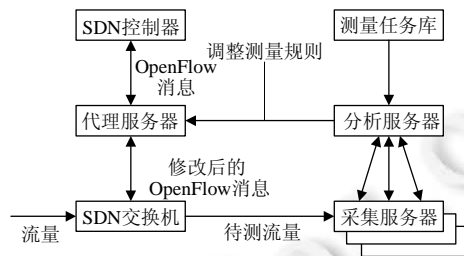 SDN控制器
测量任务库
OpenFlow
消息
调整测量规则
代理服务器
分析服务器
修改后的
OpenFlow消息
SDN交换机
采集服务器
流量
待测流量